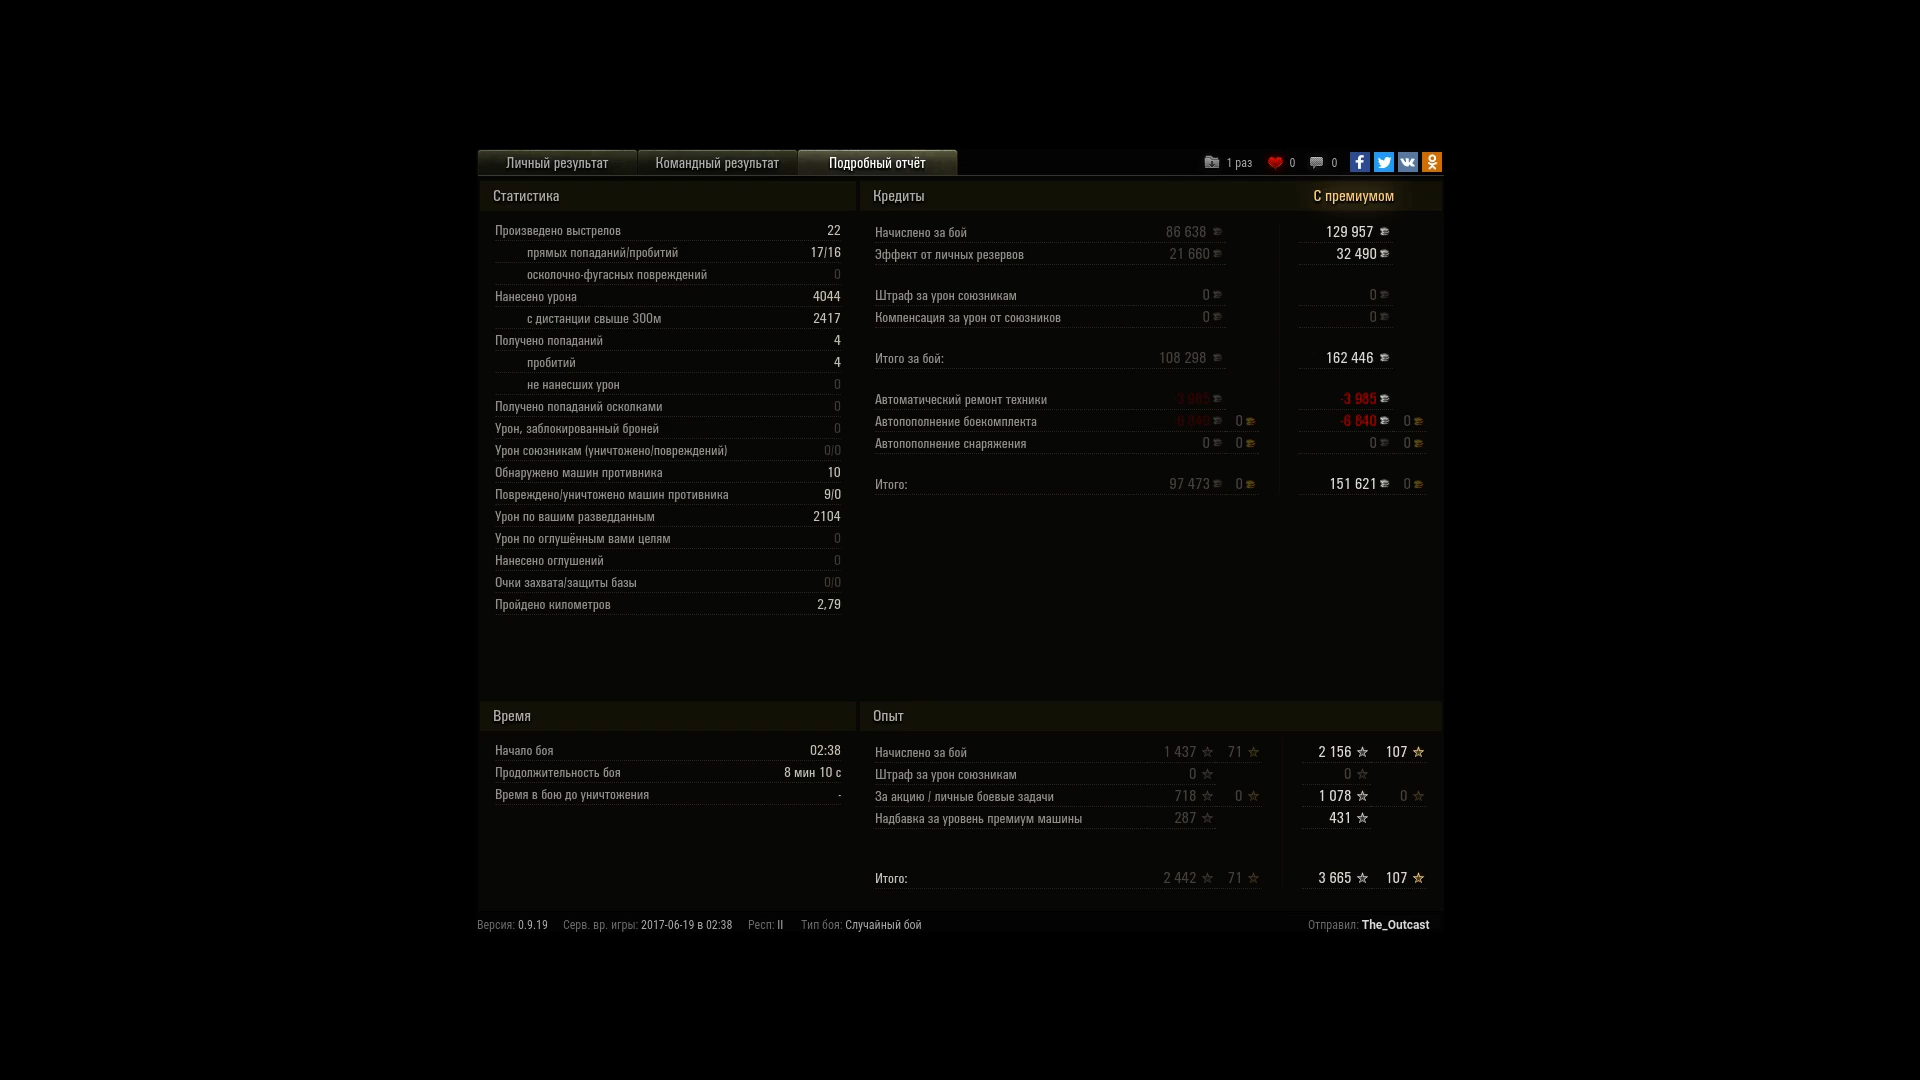 Личный результат Командный результат Подробный отчёт 1 раз 0 0
Статистика
Произведено выстрелов 22
прямых попаданий/пробитий 17/16
осколочно-фугасных повреждений 0
Нанесено урона 4044
с дистанции свыше 300м 2417
Получено попаданий 4
пробитий 4
не нанесших урон 0
Получено попаданий осколками 0
Урон, заблокированный броней 0
Урон союзникам (уничтожено/повреждений) 0/0
Обнаружено машин противника 10
Повреждено/уничтожено машин противника 9/0
Урон по вашим разведданным 2104
Урон по оглушённым вами целям 0
Нанесено оглушений 0
Очки захвата/защиты базы 0/0
Пройдено километров 2,79
Кредиты С премиумом
Начислено за бой 86 638 129 957
Эффект от личных резервов 21 660 32 490
Штраф за урон союзникам 0 0
Компенсация за урон от союзников 0 0
Итого за бой: 108 298 162 446
Автоматический ремонт техники -3 985 -3 985
Автопополнение боекомплекта -6 840 0 -6 840 0
Автопополнение снаряжения 0 0 0 0
Итого: 97 473 0 151 621 0
Время
Начало боя 02:38
Продолжительность боя 8 мин 10 с
Время в бою до уничтожения -
Опыт
Начислено за бой 1 437 71 2 156 107
Штраф за урон союзникам 0 0
За акцию / личные боевые задачи 718 0 1 078 0
Надбавка за уровень премиум машины 287 431
Итого: 2 442 71 3 665 107
Версия: 0.9.19 Серв. вр. игры: 2017-06-19 в 02:38 Респ: II Тип боя: Случайный бой Отправил: The_Outcast